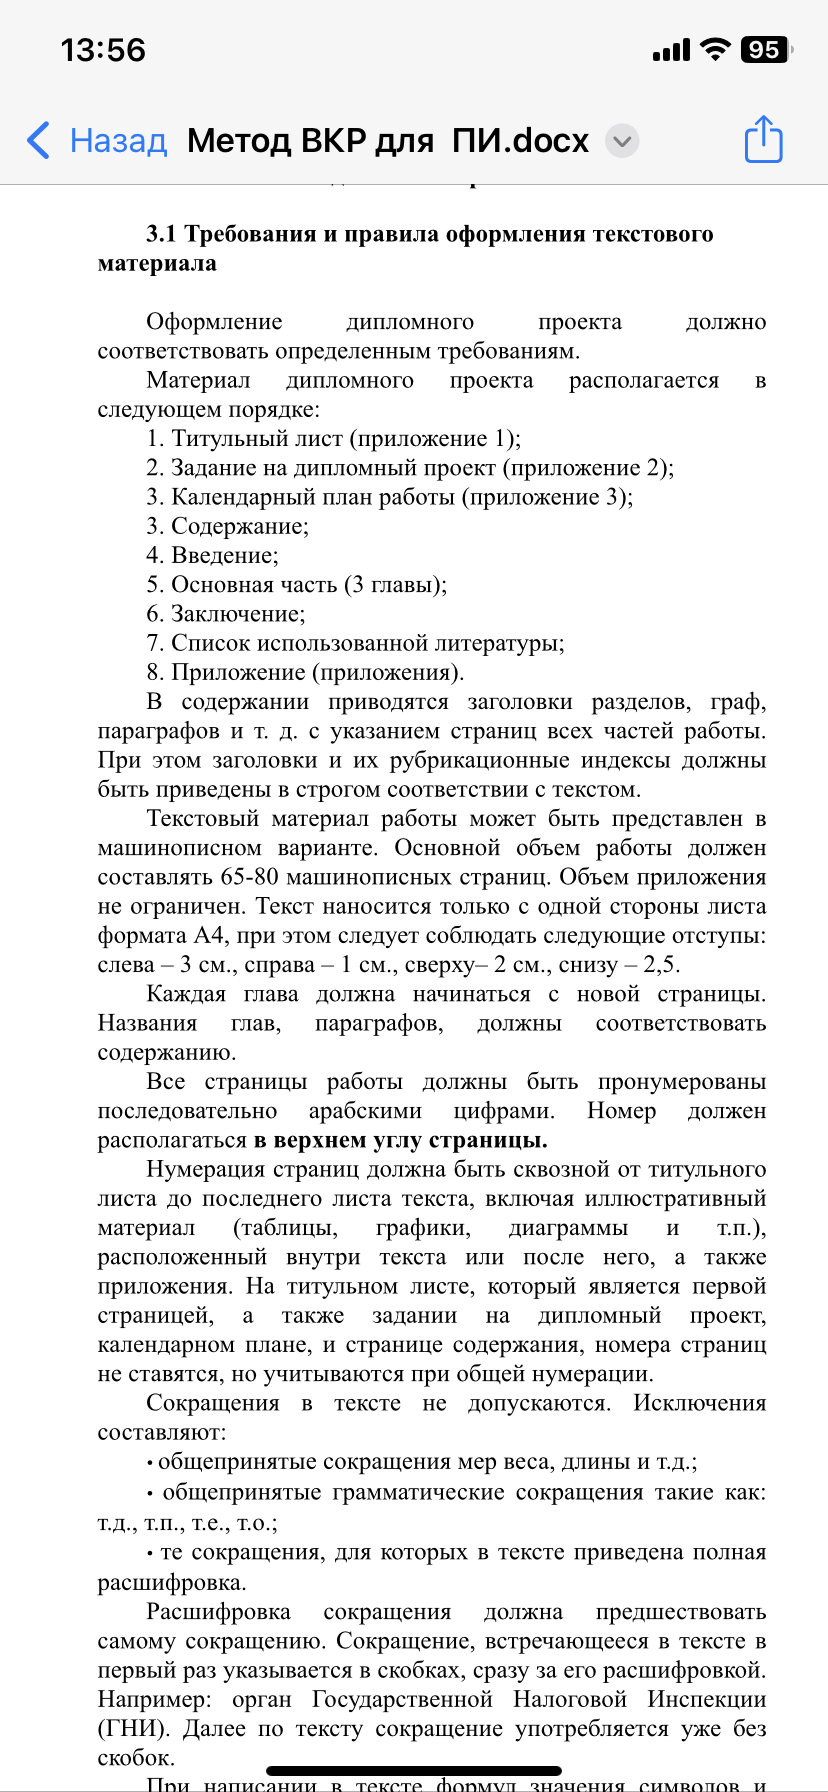 13:56
95
Назад Метод ВКР для ПИ.docx
3.1 Требования и правила оформления текстового
материала
Оформление дипломного проекта должно
соответствовать определенным требованиям.
Материал дипломного проекта располагается в
следующем порядке:
1. Титульный лист (приложение 1);
2. Задание на дипломный проект (приложение 2);
3. Календарный план работы (приложение 3);
3. Содержание;
4. Введение;
5. Основная часть (3 главы);
6. Заключение;
7. Список использованной литературы;
8. Приложение (приложения).
В содержании приводятся заголовки разделов, граф,
параграфов и т. д. с указанием страниц всех частей работы.
При этом заголовки и их рубрикационные индексы должны
быть приведены в строгом соответствии с текстом.
Текстовый материал работы может быть представлен в
машинописном варианте. Основной объем работы должен
составлять 65-80 машинописных страниц. Объем приложения
не ограничен. Текст наносится только с одной стороны листа
формата А4, при этом следует соблюдать следующие отступы:
слева – 3 см., справа – 1 см., сверху– 2 см., снизу – 2,5.
Каждая глава должна начинаться с новой страницы.
Названия глав, параграфов, должны соответствовать
содержанию.
Все страницы работы должны быть пронумерованы
последовательно арабскими цифрами. Номер должен
располагаться в верхнем углу страницы.
Нумерация страниц должна быть сквозной от титульного
листа до последнего листа текста, включая иллюстративный
материал (таблицы, графики, диаграммы и т.п.),
расположенный внутри текста или после него, а также
приложения. На титульном листе, который является первой
страницей, а также задании на дипломный проект,
календарном плане, и странице содержания, номера страниц
не ставятся, но учитываются при общей нумерации.
Сокращения в тексте не допускаются. Исключения
составляют:
• общепринятые сокращения мер веса, длины и т.д.;
• общепринятые грамматические сокращения такие как:
т.д., т.п., т.е., т.о.;
• те сокращения, для которых в тексте приведена полная
расшифровка.
Расшифровка сокращения должна предшествовать
самому сокращению. Сокращение, встречающееся в тексте в
первый раз указывается в скобках, сразу за его расшифровкой.
Например: орган Государственной Налоговой Инспекции
(ГНИ). Далее по тексту сокращение употребляется уже без
скобок.
При написании в тексте формул значения символов и